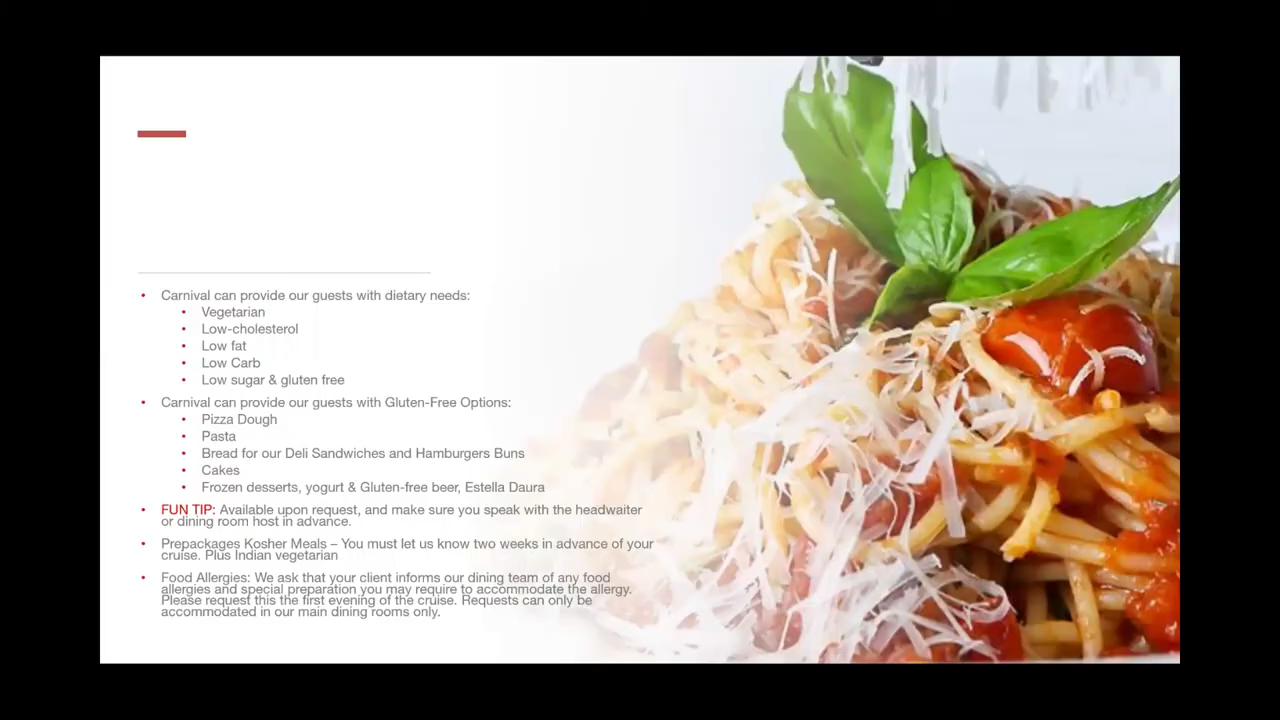 • Carnival can provide our guests with dietary needs:
• Vegetarian
• Low-cholesterol
• Low fat
• Low Carb
• Low sugar & gluten free
• Carnival can provide our guests with Gluten-Free Options:
• Pizza Dough
• Pasta
• Bread for our Deli Sandwiches and Hamburgers Buns
• Cakes
• Frozen desserts, yogurt & Gluten-free beer, Estella Daura
• FUN TIP: Available upon request, and make sure you speak with the headwaiter
or dining room host in advance.
• Prepackages Kosher Meals – You must let us know two weeks in advance of your
cruise. Plus Indian vegetarian
• Food Allergies: We ask that your client informs our dining team of any food
allergies and special preparation you may require to accommodate the allergy.
Please request this the first evening of the cruise. Requests can only be
accommodated in our main dining rooms only.